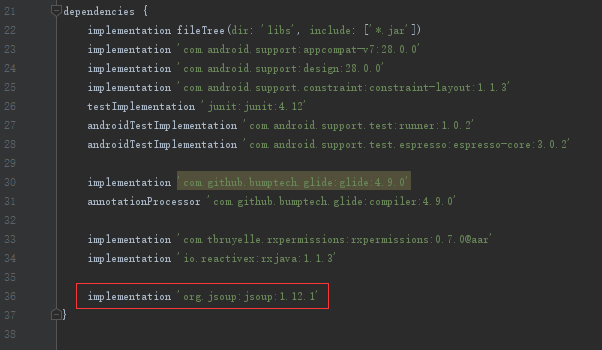 21 dependencies {
22 implementation fileTree(dir: 'libs', include: ['*.jar'])
23 implementation 'com.android.support:appcompat-v7:28.0.0'
24 implementation 'com.android.support:design:28.0.0'
25 implementation 'com.android.support.constraint:constraint-layout:1.1.3'
26 testImplementation 'junit:junit:4.12'
27 androidTestImplementation 'com.android.support.test:runner:1.0.2'
28 androidTestImplementation 'com.android.support.test.espresso:espresso-core:3.0.2'
29
30 implementation 'com.github.bumptech.glide:glide:4.9.0'
31 annotationProcessor 'com.github.bumptech.glide:compiler:4.9.0'
32
33 implementation 'com.tbruyelle.rxpermissions:rxpermissions:0.7.0@aar'
34 implementation 'io.reactivex:rxjava:1.1.3'
35
36 implementation 'org.jsoup:jsoup:1.12.1'
37 }
38